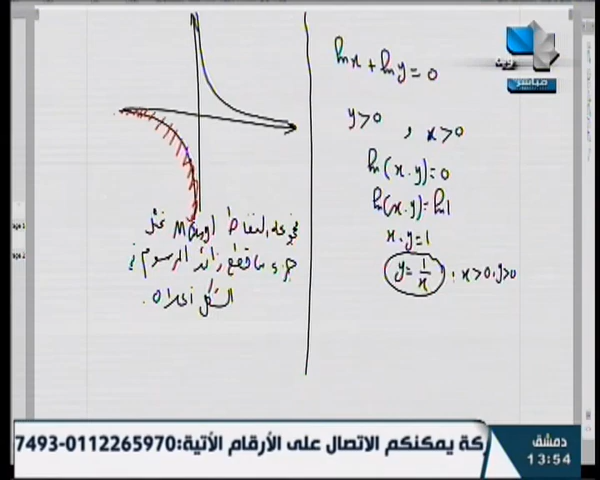 ln x + ln y = 0
y>0 , x>0
ln(x.y)=0
ln(x.y)=ln1
x.y=1
y=1/x : x>0, y>0
النقاط M(x,y) تمثل
جزء من قطع زائد المرسوم في
الشكل أعلاه.
مباشر
كة يمكنكم الاتصال على الأرقام الآتية:0112265970-7493
دمشق
13:54